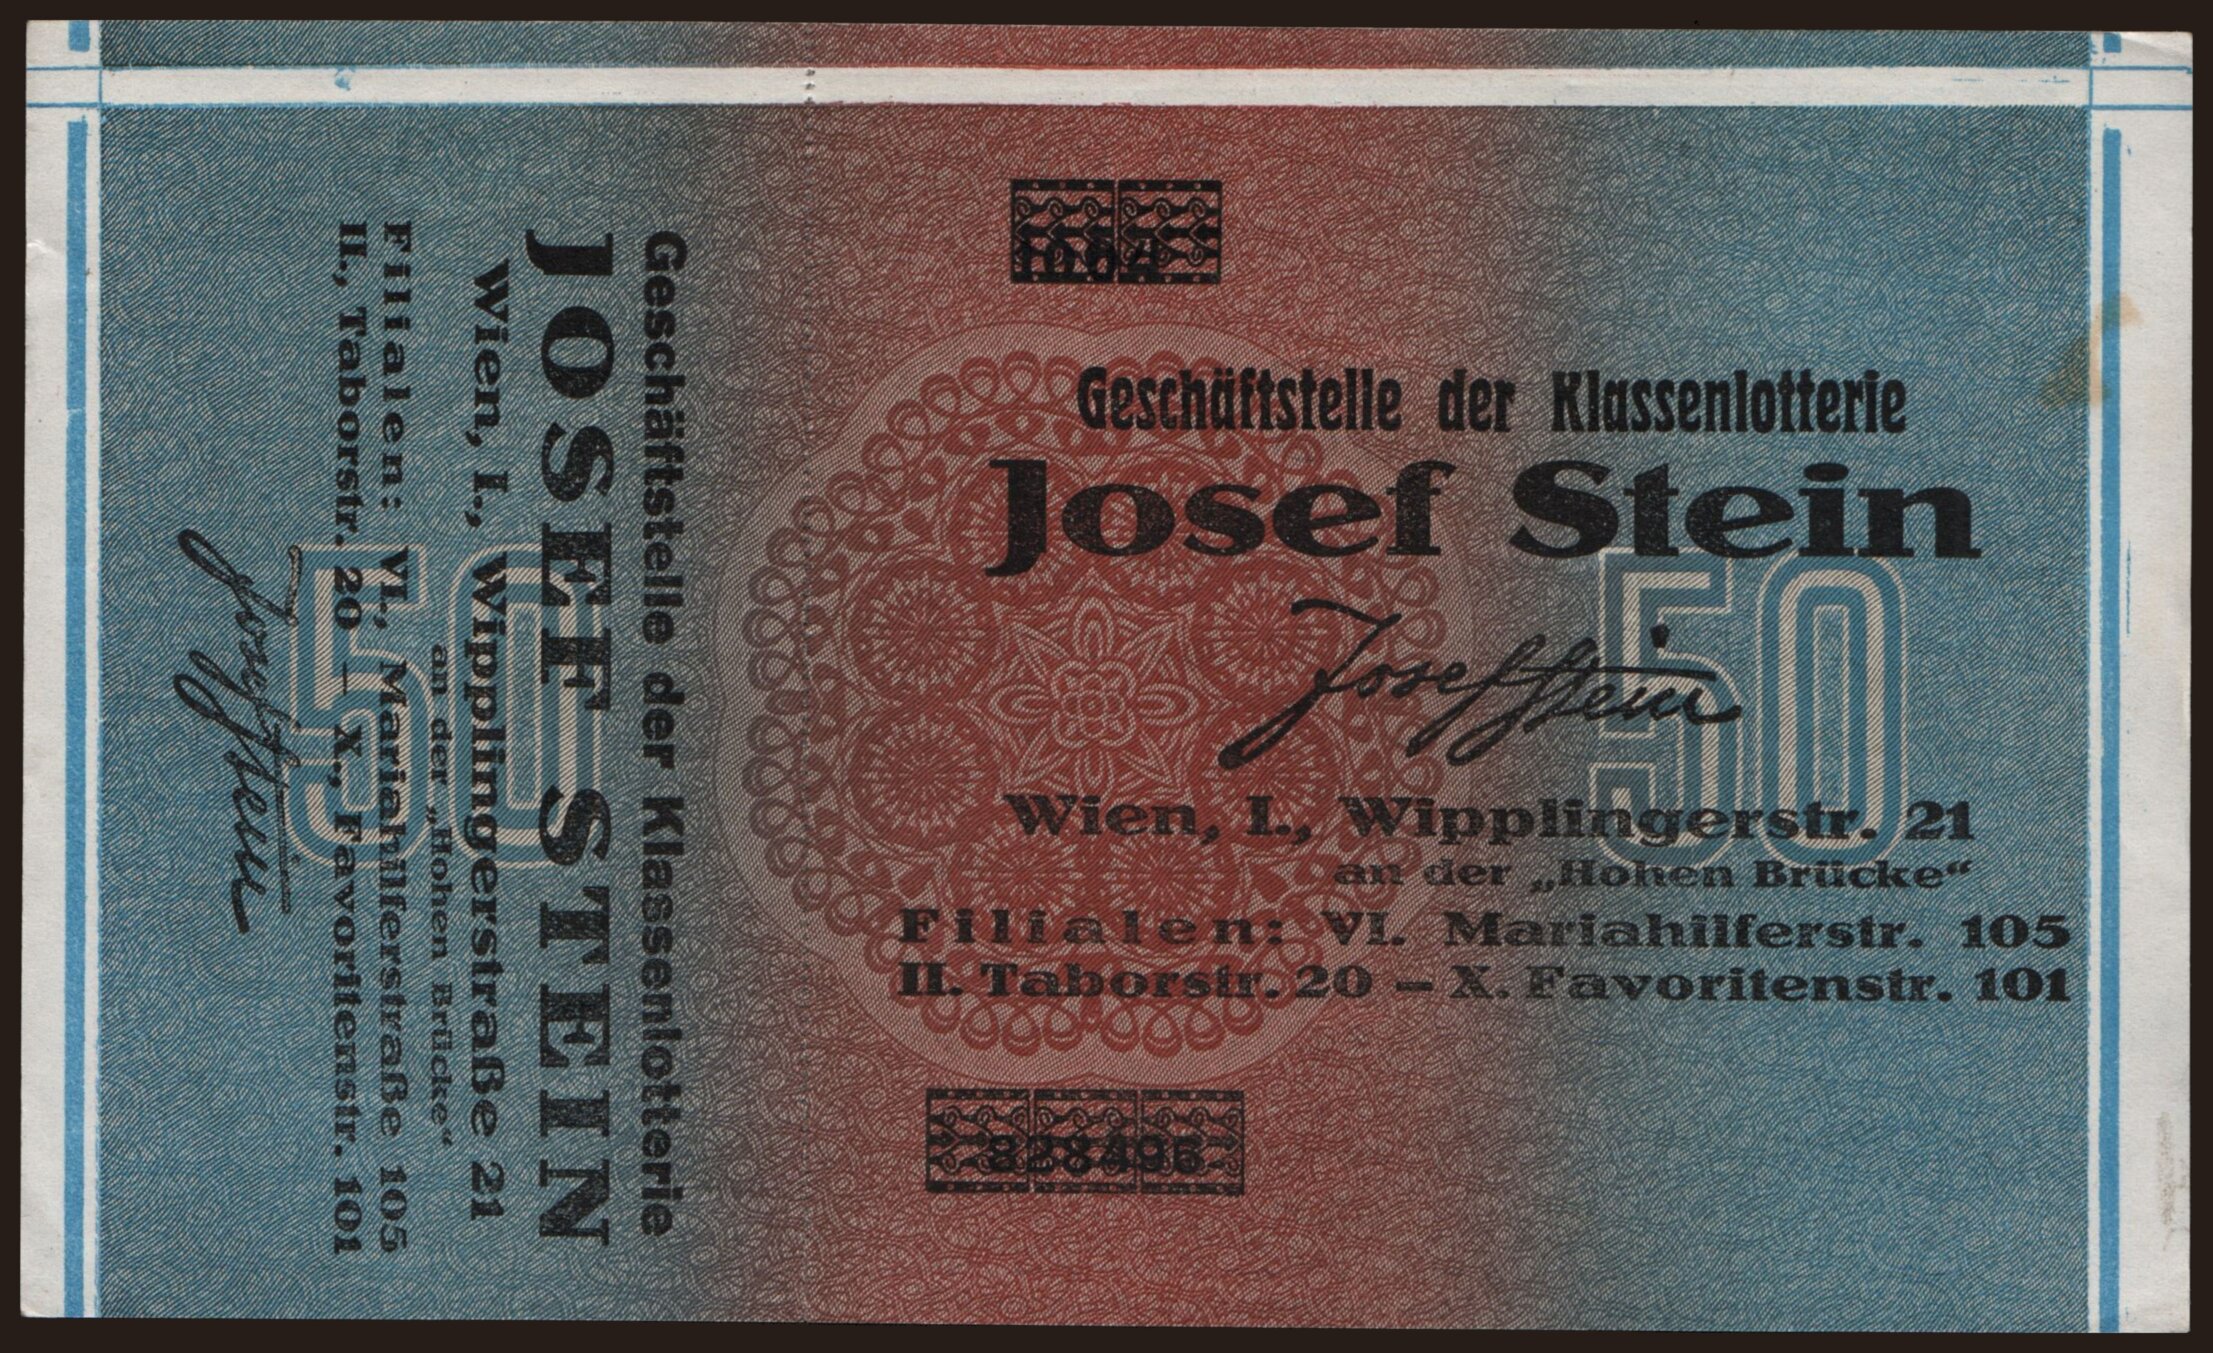 Geschäftstelle der Klassenlotterie
JOSEF STEIN
Wien, I., Wipplingerstraße 21
an der „Hohen Brücke“
Filialen: VI., Mariahilferstraße 105
II., Taborstr. 20 — X., Favoritenstr. 101
Josef Stein
50
Geschäftstelle der Klassenlotterie
Josef Stein
Josef Stein
50
Wien, I., Wipplingerstr. 21
an der „Hohen Brücke“
Filialen: VI. Mariahilferstr. 105
II. Taborstr. 20 — X. Favoritenstr. 101